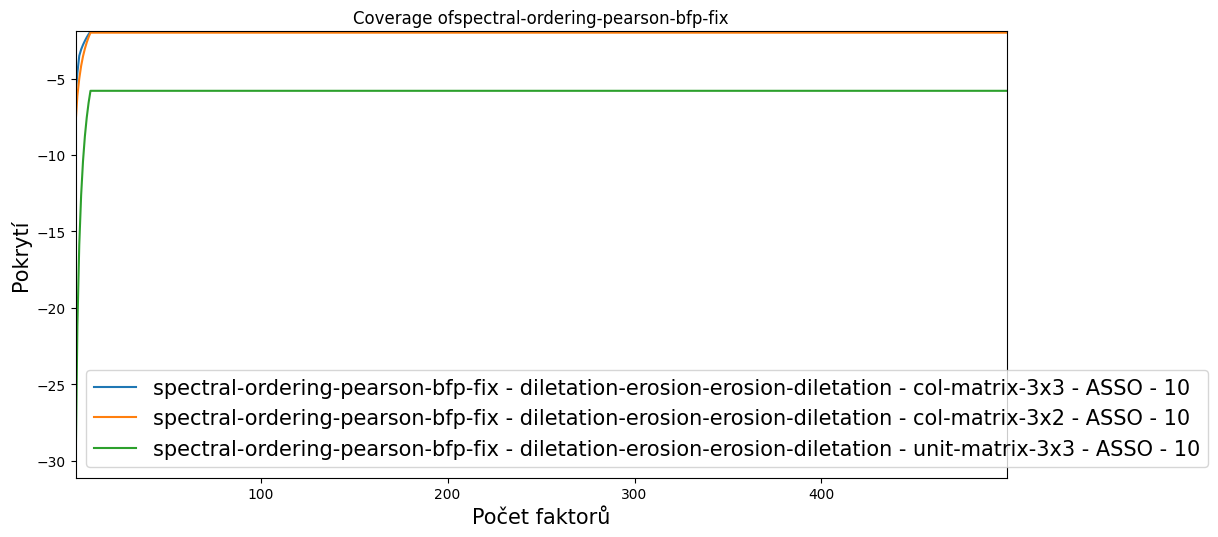 Coverage ofspectral-ordering-pearson-bfp-fix
Pokrytí
−5
−10
−15
−20
−25
−30
spectral-ordering-pearson-bfp-fix - diletation-erosion-erosion-diletation - col-matrix-3x3 - ASSO - 10
spectral-ordering-pearson-bfp-fix - diletation-erosion-erosion-diletation - col-matrix-3x2 - ASSO - 10
spectral-ordering-pearson-bfp-fix - diletation-erosion-erosion-diletation - unit-matrix-3x3 - ASSO - 10
100 200 300 400
Počet faktorů